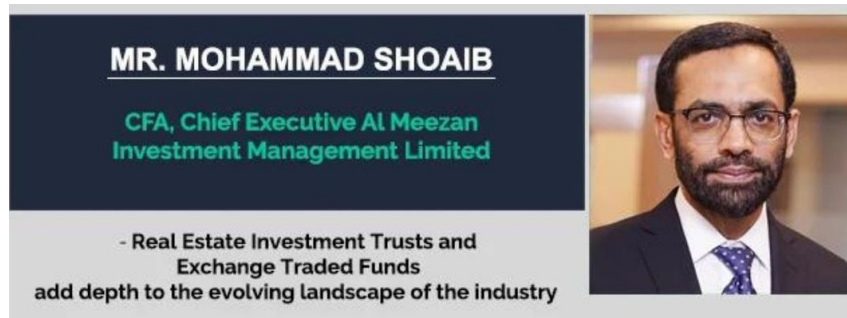 MR. MOHAMMAD SHOAIB
CFA, Chief Executive Al Meezan
Investment Management Limited
- Real Estate Investment Trusts and
Exchange Traded Funds
add depth to the evolving landscape of the industry